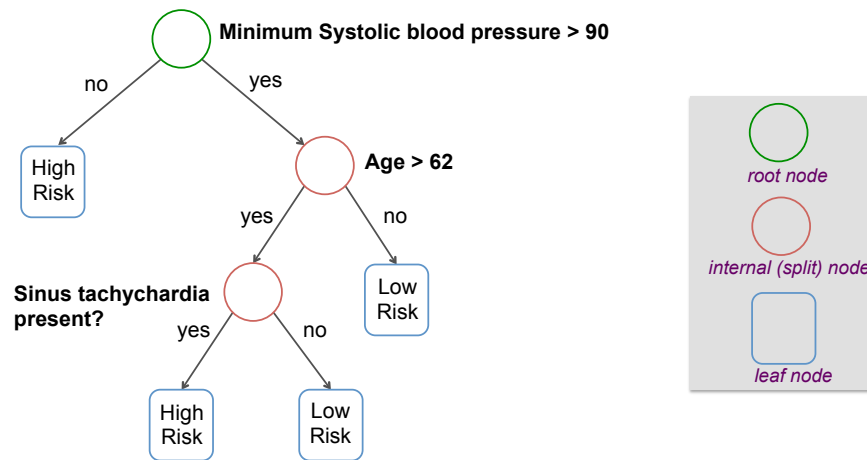 Minimum Systolic blood pressure > 90
no
yes
High
Risk
Age > 62
yes
no
Sinus tachychardia
present?
Low
Risk
yes
no
High
Risk
Low
Risk
root node
internal (split) node
leaf node